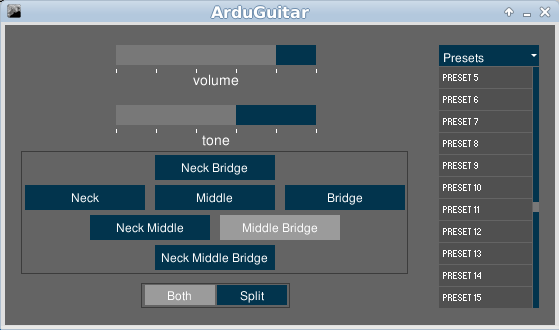 ArduGuitar
volume
tone
Neck Bridge
Neck Middle Bridge
Neck Middle Middle Bridge
Neck Middle Bridge
Both Split
Presets
PRESET 5
PRESET 6
PRESET 7
PRESET 8
PRESET 9
PRESET 10
PRESET 11
PRESET 12
PRESET 13
PRESET 14
PRESET 15